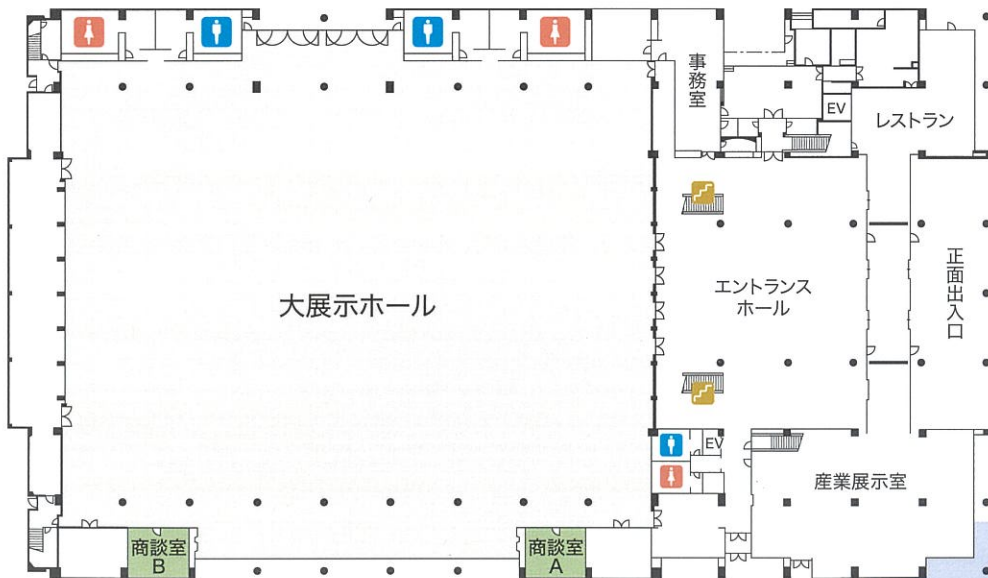 事務室
EV
レストラン
大展示ホール
エントランス
ホール
正面出入口
EV
産業展示室
商談室
B
商談室
A